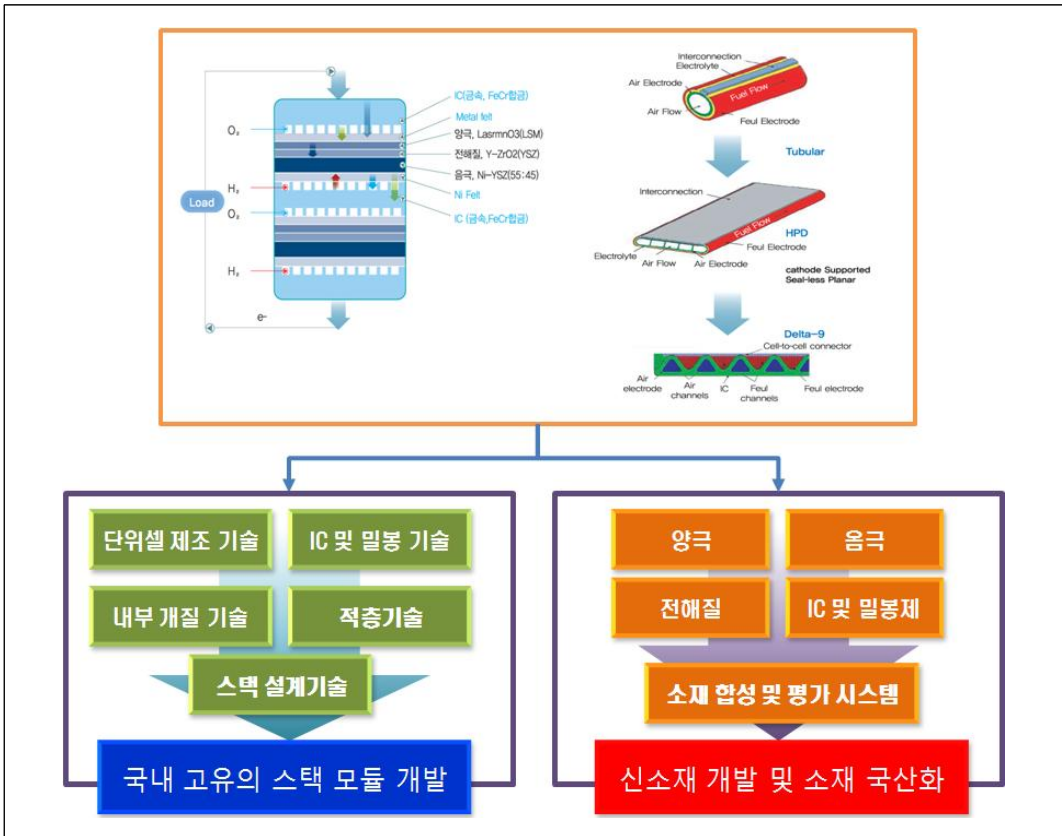 IC(금속, FeCr합금)
Metal felt
O₂
양극, LasrmnO3(LSM)
전해질, Y-ZrO2(YSZ)
음극, Ni-YSZ(55:45)
H₂
Ni Felt
Load
O₂
IC (금속,FeCr합금)
H₂
e-
Interconnection
Electrolyte
Air Electrode
Fuel Flow
Air Flow
Feul Electrode
Tubular
Interconnection
Fuel Flow
HPD
Feul Electrode
Electrolyte
Air Flow
Air Electrode
cathode Supported
Seal-less Planar
Delta-9
Cell-to-cell connector
Air
electrode
Air
channels
IC
Feul
channels
Feul electrode
단위셀 제조 기술
IC 및 밀봉 기술
내부 개질 기술
적층기술
스택 설계기술
국내 고유의 스택 모듈 개발
양극
음극
전해질
IC 및 밀봉제
소재 합성 및 평가 시스템
신소재 개발 및 소재 국산화